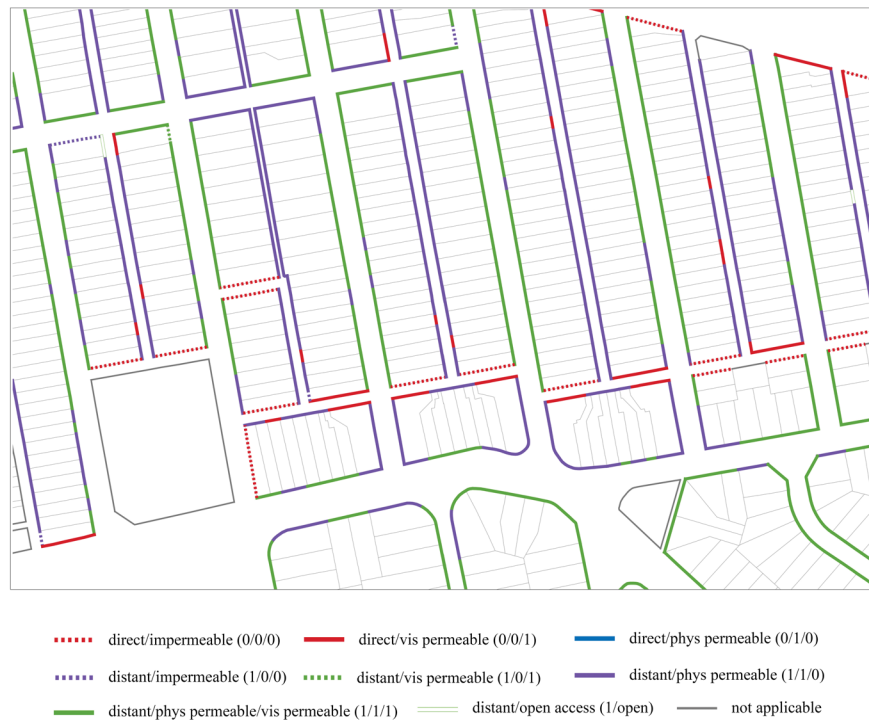 direct/impermeable (0/0/0) direct/vis permeable (0/0/1) direct/phys permeable (0/1/0)
distant/impermeable (1/0/0) distant/vis permeable (1/0/1) distant/phys permeable (1/1/0)
distant/phys permeable/vis permeable (1/1/1) distant/open access (1/open) not applicable